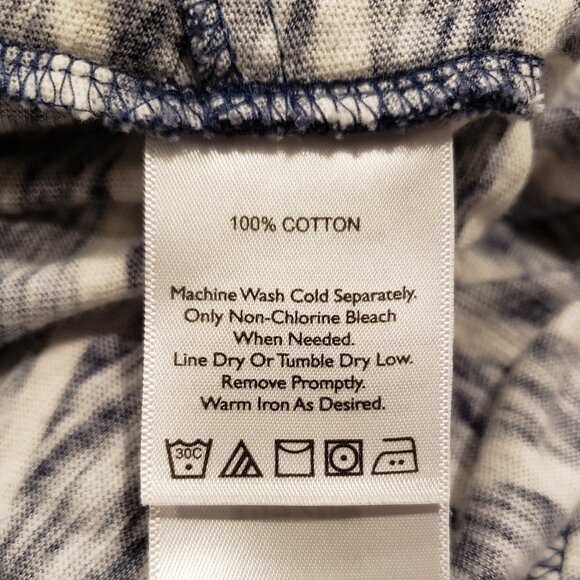 100% COTTON
Machine Wash Cold Separately.
Only Non-Chlorine Bleach
When Needed.
Line Dry Or Tumble Dry Low.
Remove Promptly.
Warm Iron As Desired.
30C